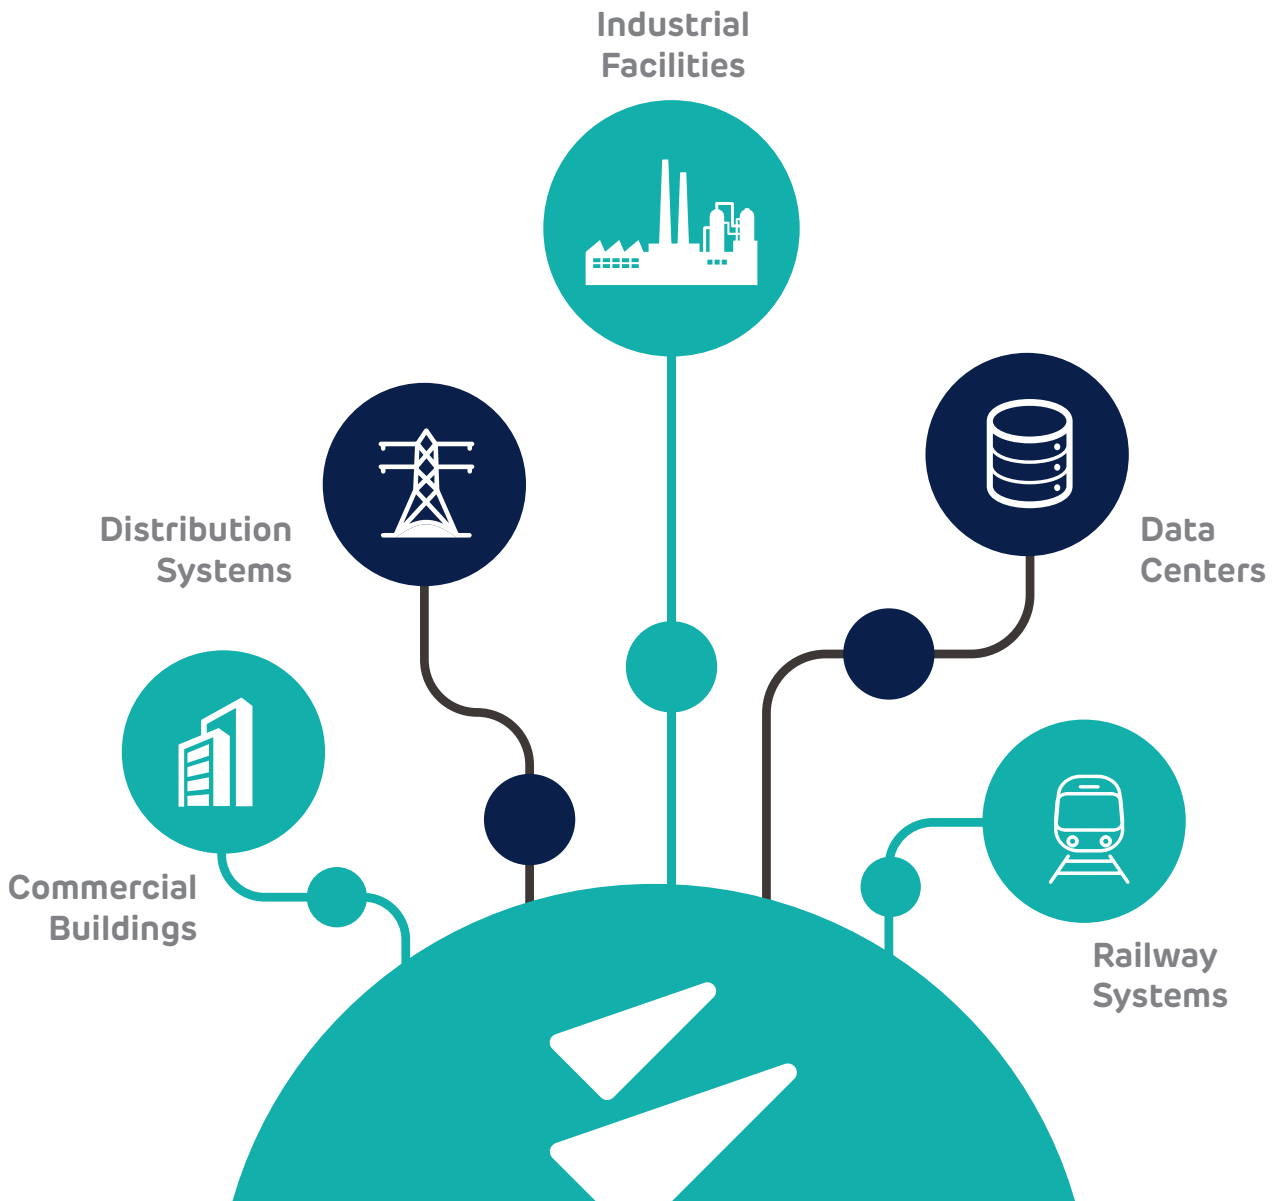 Industrial
Facilities
Distribution
Systems
Data
Centers
Commercial
Buildings
Railway
Systems